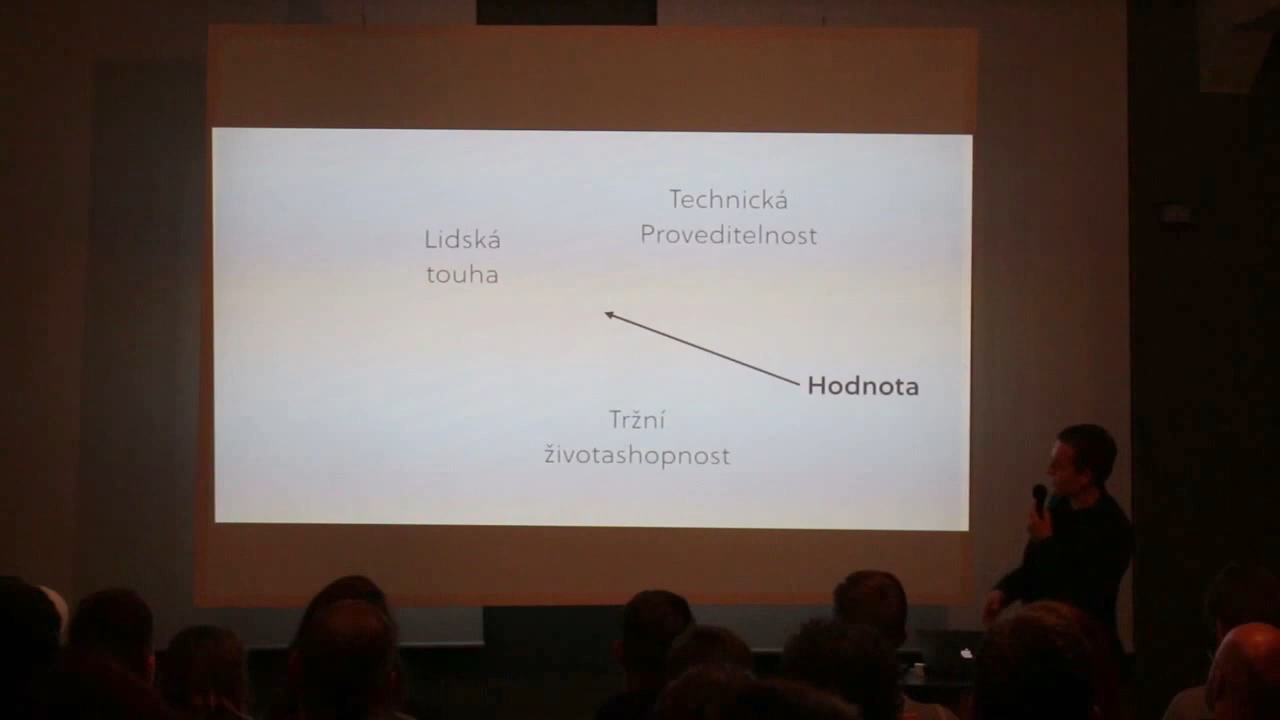 Technická
Proveditelnost
Lidská
touha
Hodnota
Tržní
životashopnost